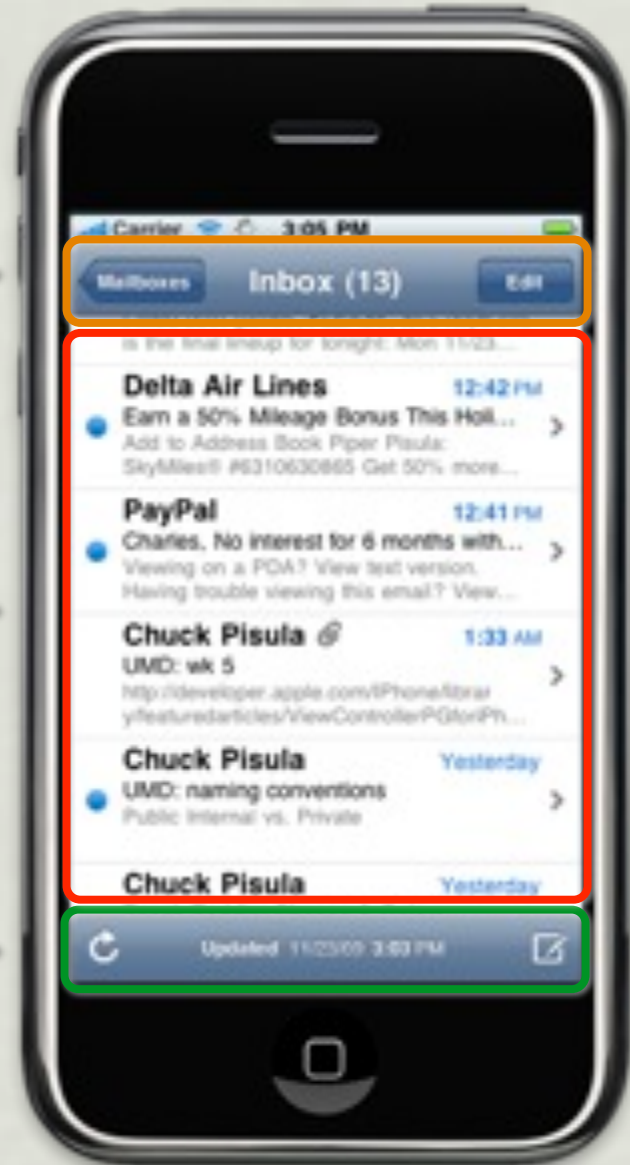 Carrier 3:05 PM
Mailboxes Inbox (13) Edit
is the final lineup for tonight: Mon 11/23...
Delta Air Lines 12:42 PM
Earn a 50% Mileage Bonus This Holi...
Add to Address Book Piper Pisula:
SkyMiles® #6310630865 Get 50% more...
PayPal 12:41 PM
Charles, No interest for 6 months with...
Viewing on a PDA? View text version.
Having trouble viewing this email? View...
Chuck Pisula 1:33 AM
UMD: wk 5
http://developer.apple.com/iPhone/librar
y/featuredarticles/ViewControllerPGforiPh...
Chuck Pisula Yesterday
UMD: naming conventions
Public Internal vs. Private
Chuck Pisula Yesterday
Updated 11/23/09 3:03 PM